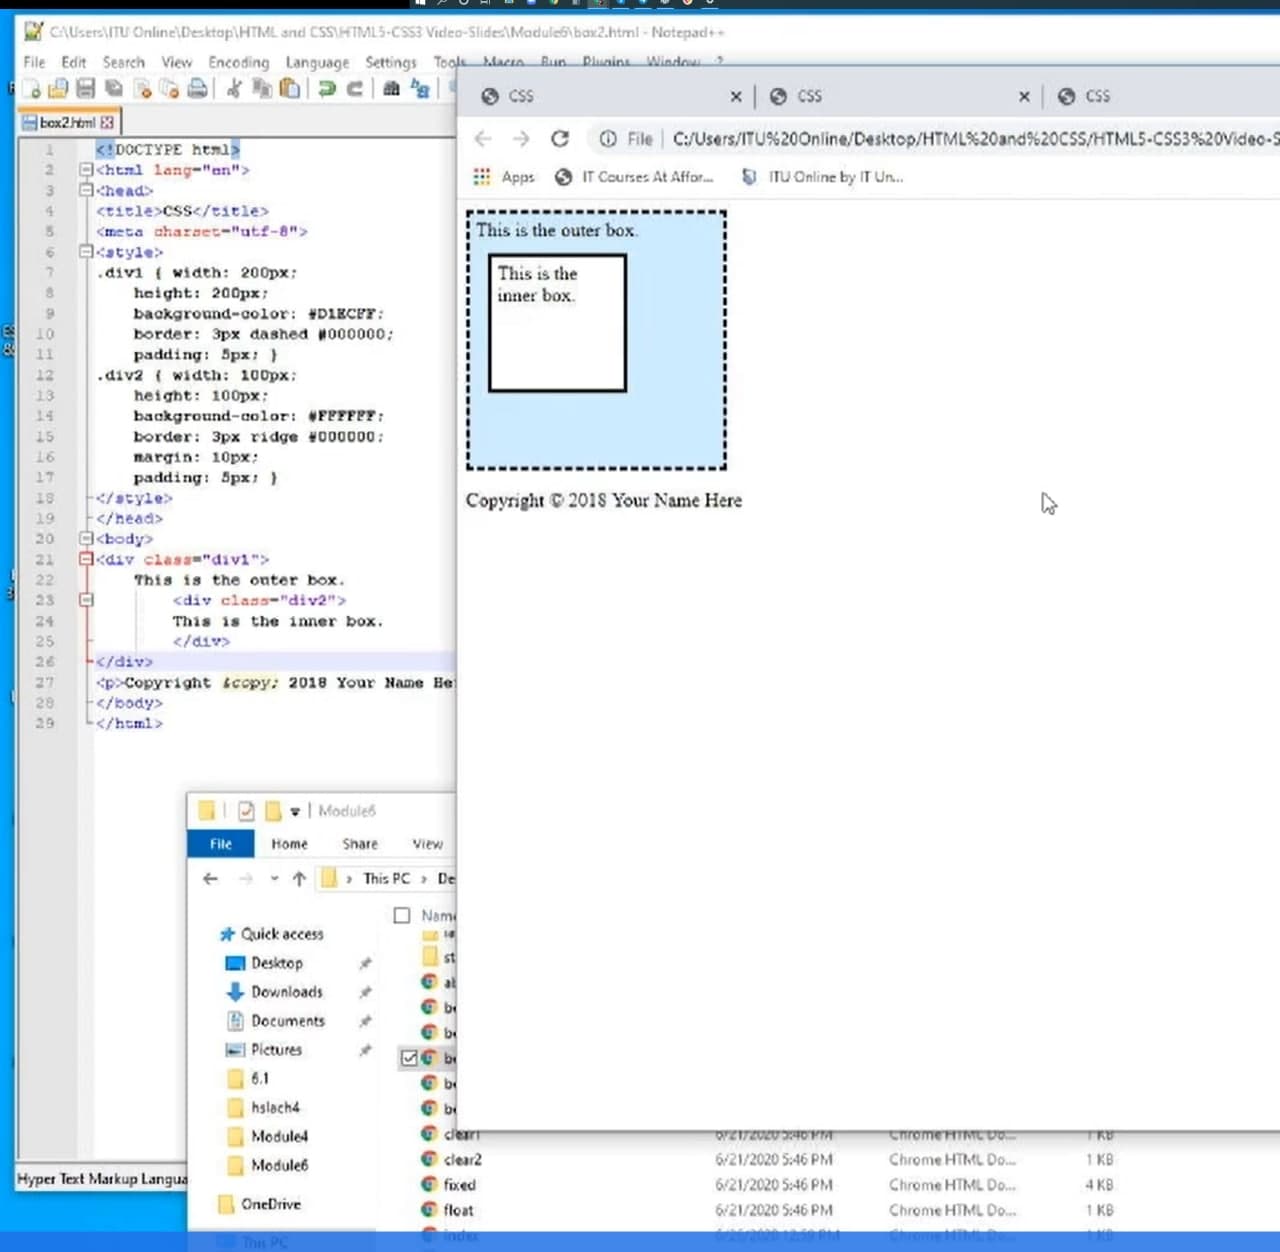 C:\Users\ITU Online\Desktop\HTML and CSS\HTML5-CSS3 Video-Slides\Module6\box2.html - Notepad++
File Edit Search View Encoding Language Settings Tools Macro Run Plugins Window ?
box2.html
1 <!DOCTYPE html>
2 <html lang="en">
3 <head>
4 <title>CSS</title>
5 <meta charset="utf-8">
6 <style>
7 .div1 { width: 200px;
8 height: 200px;
9 background-color: #D1ECFF;
10 border: 3px dashed #000000;
11 padding: 5px; }
12 .div2 { width: 100px;
13 height: 100px;
14 background-color: #FFFFFF;
15 border: 3px ridge #000000;
16 margin: 10px;
17 padding: 5px; }
18 </style>
19 </head>
20 <body>
21 <div class="div1">
22 This is the outer box.
23 <div class="div2">
24 This is the inner box.
25 </div>
26 </div>
27 <p>Copyright &copy; 2018 Your Name He
28 </body>
29 </html>
Hyper Text Markup Langua
CSS CSS CSS
File C:/Users/ITU%20Online/Desktop/HTML%20and%20CSS/HTML5-CSS3%20Video-S
Apps IT Courses At Affor... ITU Online by IT Un...
This is the outer box.
This is the
inner box.
Copyright © 2018 Your Name Here
Module6
File Home Share View
This PC De
Name
Quick access
Desktop
Downloads
Documents
Pictures
6.1
hslach4
Module4
Module6
OneDrive
This PC
st
clear1 6/21/2020 5:46 PM Chrome HTML Do... 1 KB
clear2 6/21/2020 5:46 PM Chrome HTML Do... 1 KB
fixed 6/21/2020 5:46 PM Chrome HTML Do... 4 KB
float 6/21/2020 5:46 PM Chrome HTML Do... 1 KB
index